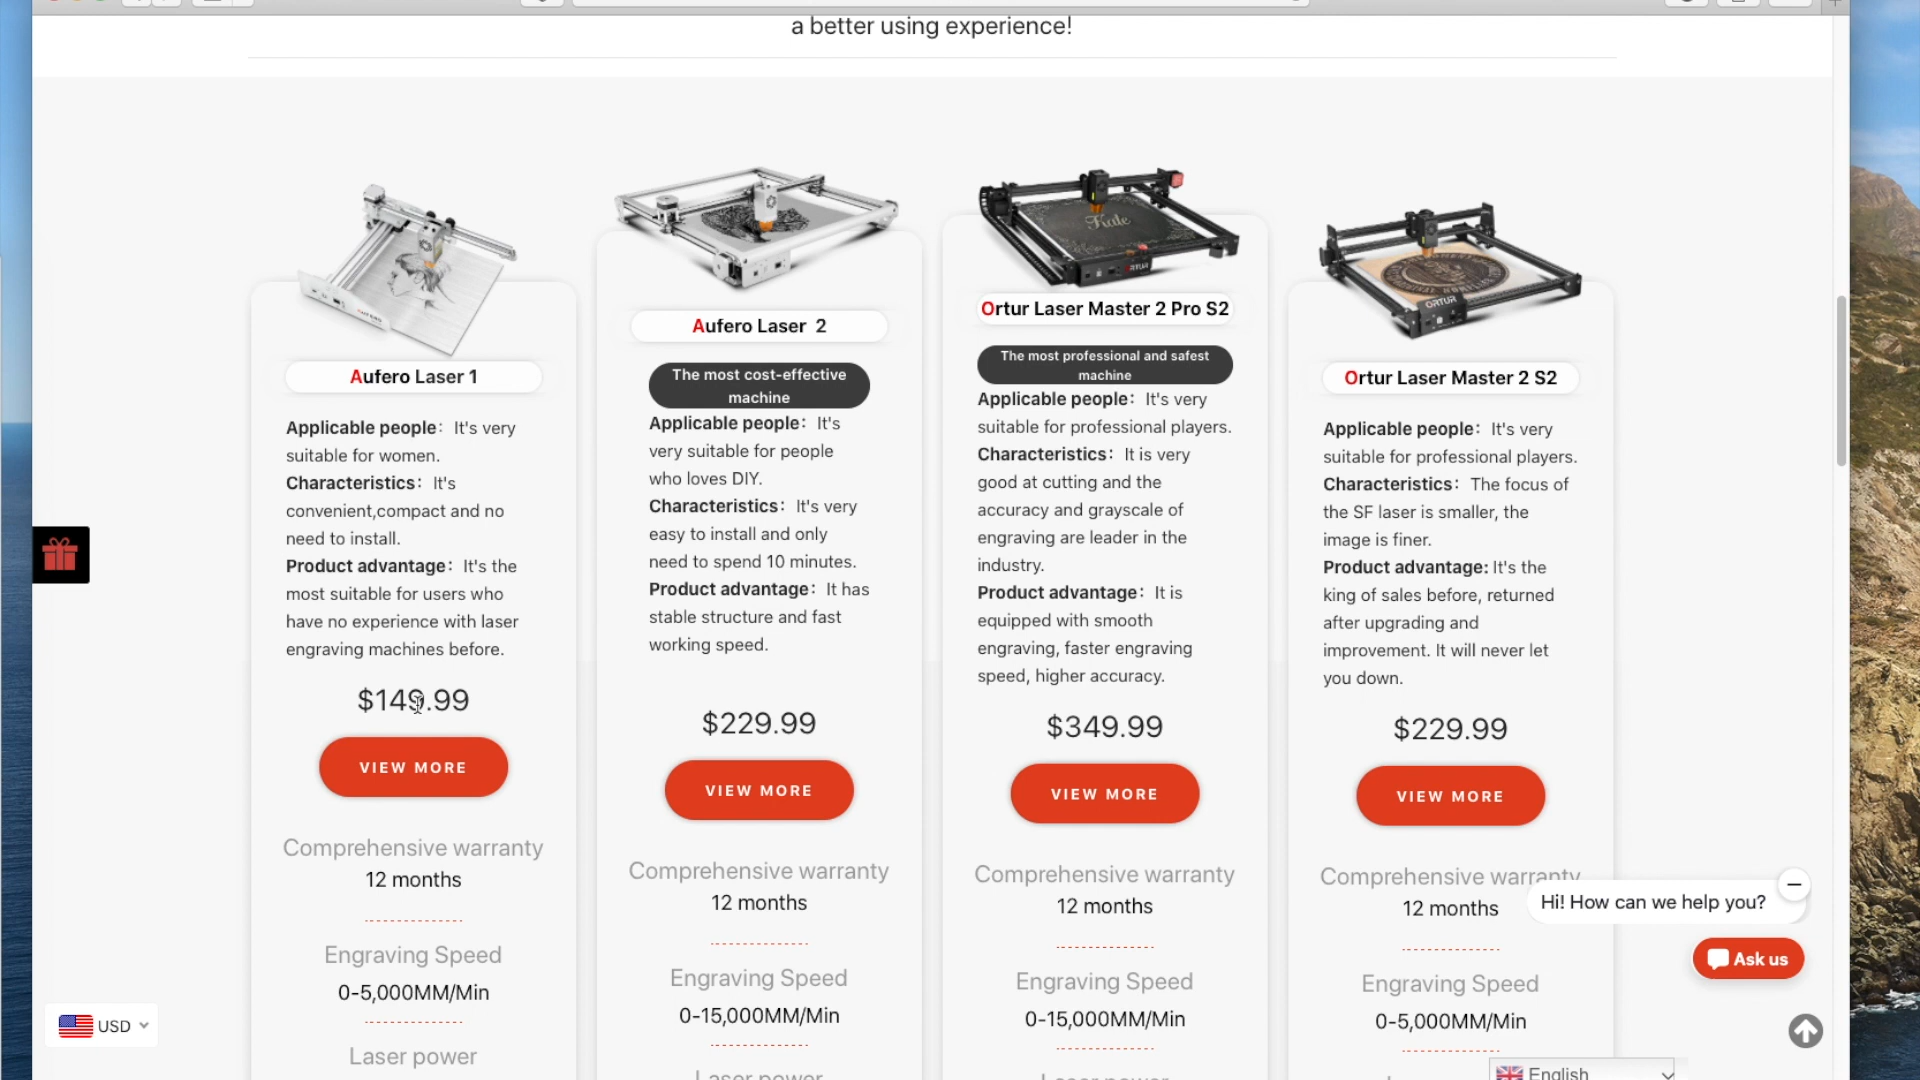 a better using experience!
Aufero Laser 1
Applicable people: It's very
suitable for women.
Characteristics: It's
convenient,compact and no
need to install.
Product advantage: It's the
most suitable for users who
have no experience with laser
engraving machines before.
$149.99
VIEW MORE
Comprehensive warranty
12 months
Engraving Speed
0-5,000MM/Min
Laser power
Aufero Laser 2
The most cost-effective
machine
Applicable people: It's
very suitable for people
who loves DIY.
Characteristics: It's very
easy to install and only
need to spend 10 minutes.
Product advantage: It has
stable structure and fast
working speed.
$229.99
VIEW MORE
Comprehensive warranty
12 months
Engraving Speed
0-15,000MM/Min
Laser power
Kate
ORTUR
Ortur Laser Master 2 Pro S2
The most professional and safest
machine
Applicable people: It's very
suitable for professional players.
Characteristics: It is very
good at cutting and the
accuracy and grayscale of
engraving are leader in the
industry.
Product advantage: It is
equipped with smooth
engraving, faster engraving
speed, higher accuracy.
$349.99
VIEW MORE
Comprehensive warranty
12 months
Engraving Speed
0-15,000MM/Min
Laser power
ORTUR
Ortur Laser Master 2 S2
Applicable people: It's very
suitable for professional players.
Characteristics: The focus of
the SF laser is smaller, the
image is finer.
Product advantage: It's the
king of sales before, returned
after upgrading and
improvement. It will never let
you down.
$229.99
VIEW MORE
Comprehensive warranty
12 months
Engraving Speed
0-5,000MM/Min
Hi! How can we help you?
Ask us
USD
English